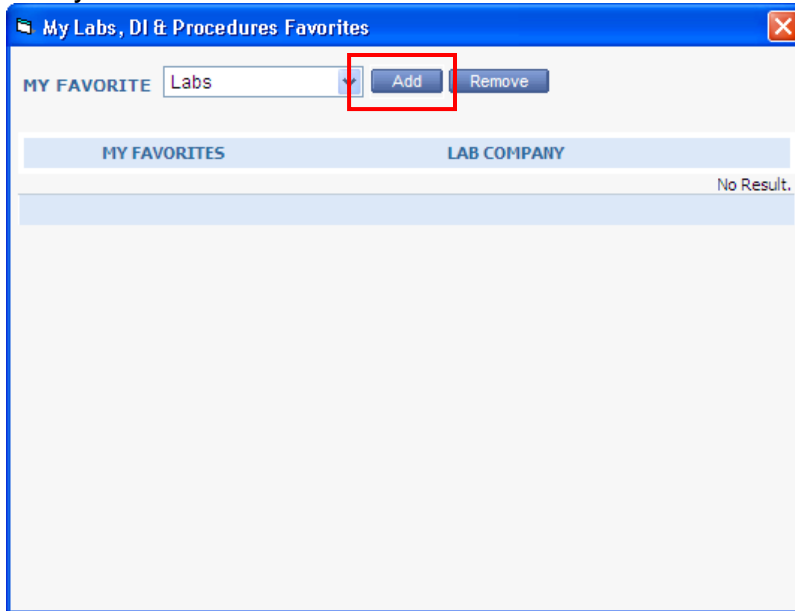 My Labs, DI & Procedures Favorites
MY FAVORITE Labs Add Remove
MY FAVORITES LAB COMPANY
No Result.